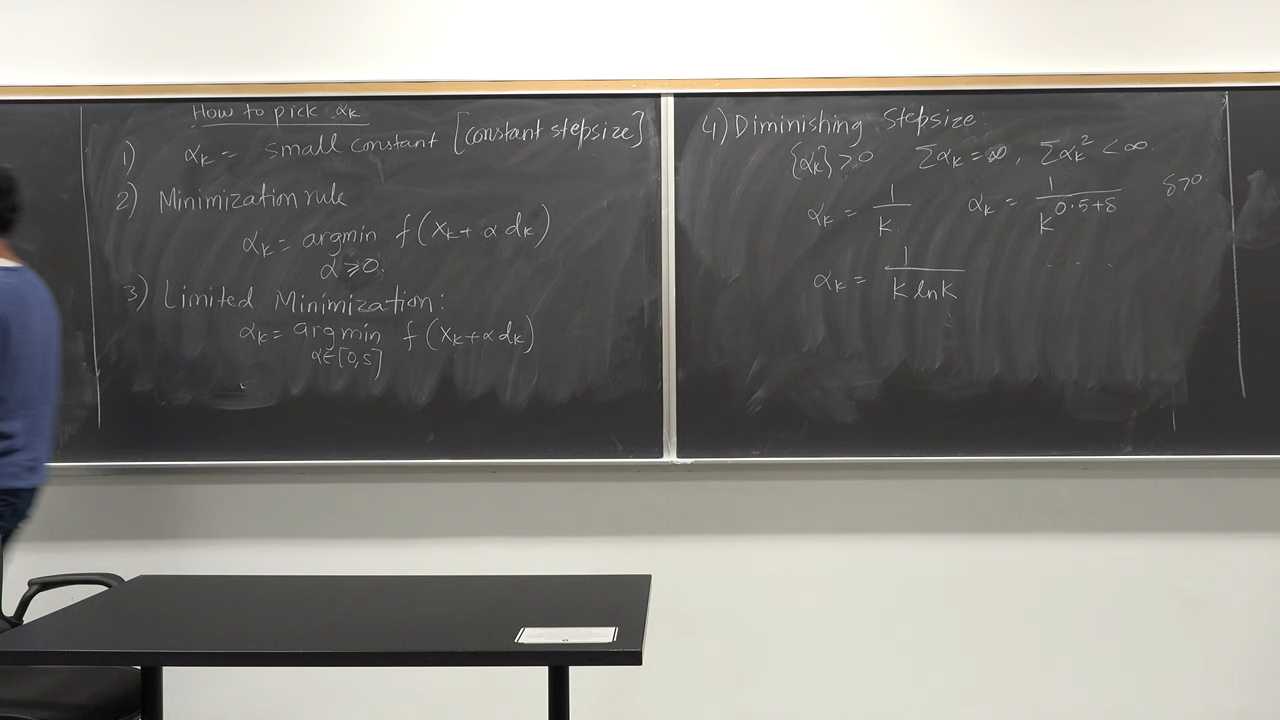 How to pick αk
1) αk = small constant [constant stepsize]
2) Minimization rule
αk = argmin f(xk + α dk)
α ≥ 0
3) Limited Minimization:
αk = argmin f(xk + α dk)
α∈[0,s]
4) Diminishing Stepsize:
{αk} > 0 Σαk = ∞, Σαk² < ∞.
αk = 1/k αk = 1/k^0.5+δ δ>0.
αk = 1/k ln k ....